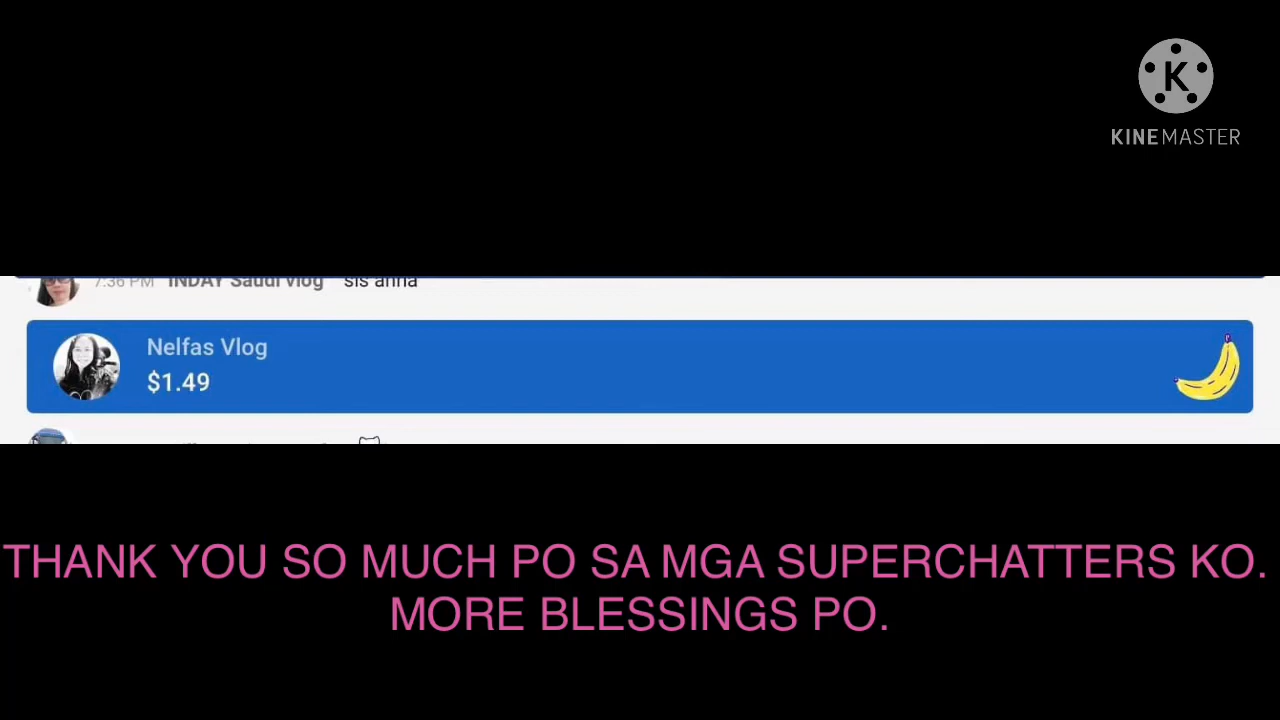 K
KINEMASTER
7:36 PM INDAY Saudi vlog sis anna
Nelfas Vlog
$1.49
THANK YOU SO MUCH PO SA MGA SUPERCHATTERS KO.
MORE BLESSINGS PO.